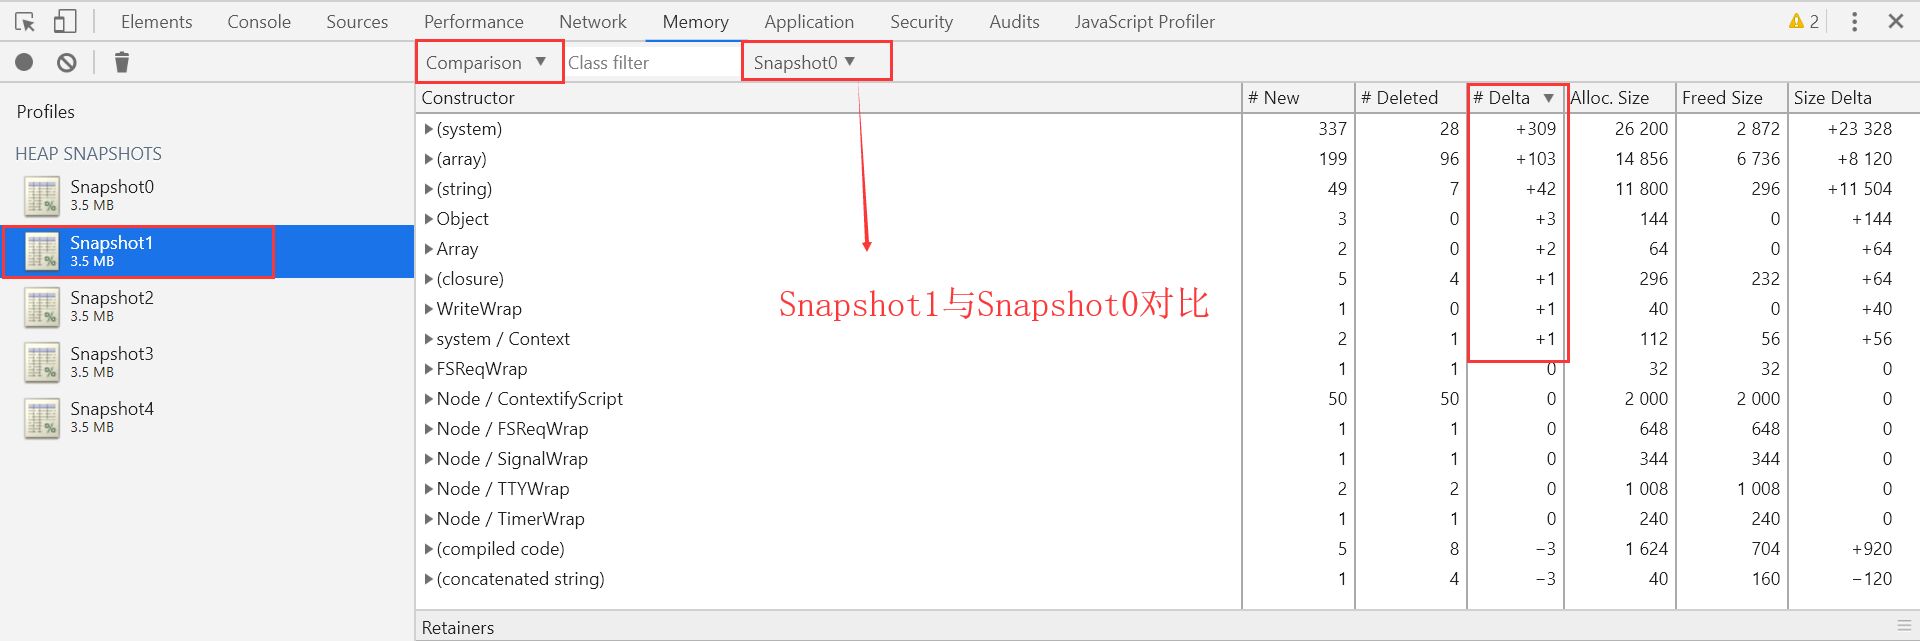 Elements Console Sources Performance Network Memory Application Security Audits JavaScript Profiler 2
Comparison Class filter Snapshot0
Profiles
HEAP SNAPSHOTS
Snapshot0
3.5 MB
Snapshot1
3.5 MB
Snapshot2
3.5 MB
Snapshot3
3.5 MB
Snapshot4
3.5 MB
Constructor # New # Deleted # Delta Alloc. Size Freed Size Size Delta
(system) 337 28 +309 26 200 2 872 +23 328
(array) 199 96 +103 14 856 6 736 +8 120
(string) 49 7 +42 11 800 296 +11 504
Object 3 0 +3 144 0 +144
Array 2 0 +2 64 0 +64
(closure) 5 4 +1 296 232 +64
WriteWrap 1 0 +1 40 0 +40
system / Context 2 1 +1 112 56 +56
FSReqWrap 1 1 0 32 32 0
Node / ContextifyScript 50 50 0 2 000 2 000 0
Node / FSReqWrap 1 1 0 648 648 0
Node / SignalWrap 1 1 0 344 344 0
Node / TTYWrap 2 2 0 1 008 1 008 0
Node / TimerWrap 1 1 0 240 240 0
(compiled code) 5 8 −3 1 624 704 +920
(concatenated string) 1 4 −3 40 160 −120
Snapshot1与Snapshot0对比
Retainers